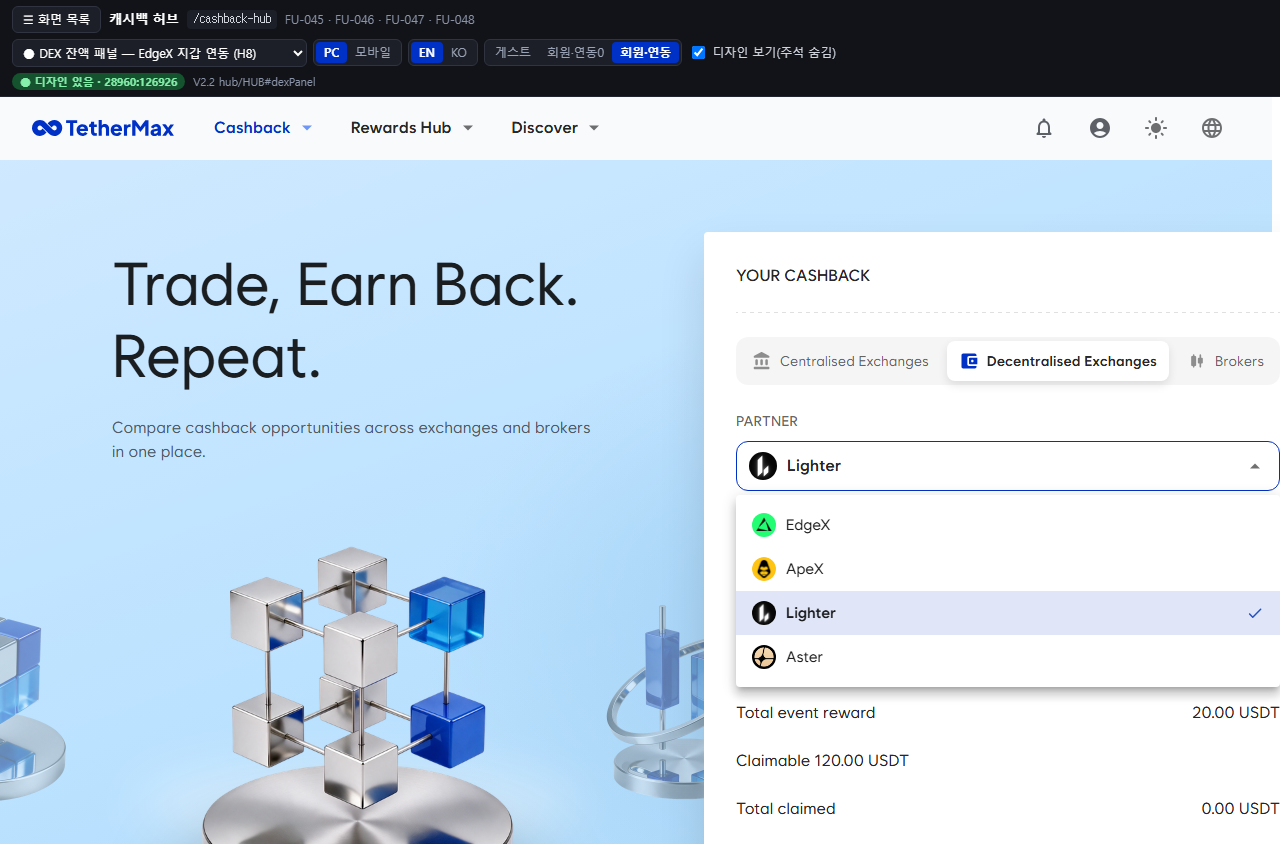 ☰ 화면 목록 캐시백 허브 /cashback-hub FU-045 · FU-046 · FU-047 · FU-048
● DEX 잔액 패널 — EdgeX 지갑 연동 (H8) PC 모바일 EN KO 게스트 회원·연동0 회원·연동 디자인 보기(주석 숨김)
● 디자인 있음 · 28960:126926 V2.2 hub/HUB#dexPanel
TetherMax Cashback Rewards Hub Discover
Trade, Earn Back.
Repeat.
Compare cashback opportunities across exchanges and brokers
in one place.
YOUR CASHBACK
Centralised Exchanges Decentralised Exchanges Brokers
PARTNER
Lighter
EdgeX
ApeX
Lighter
Aster
Total event reward 20.00 USDT
Claimable 120.00 USDT
Total claimed 0.00 USDT